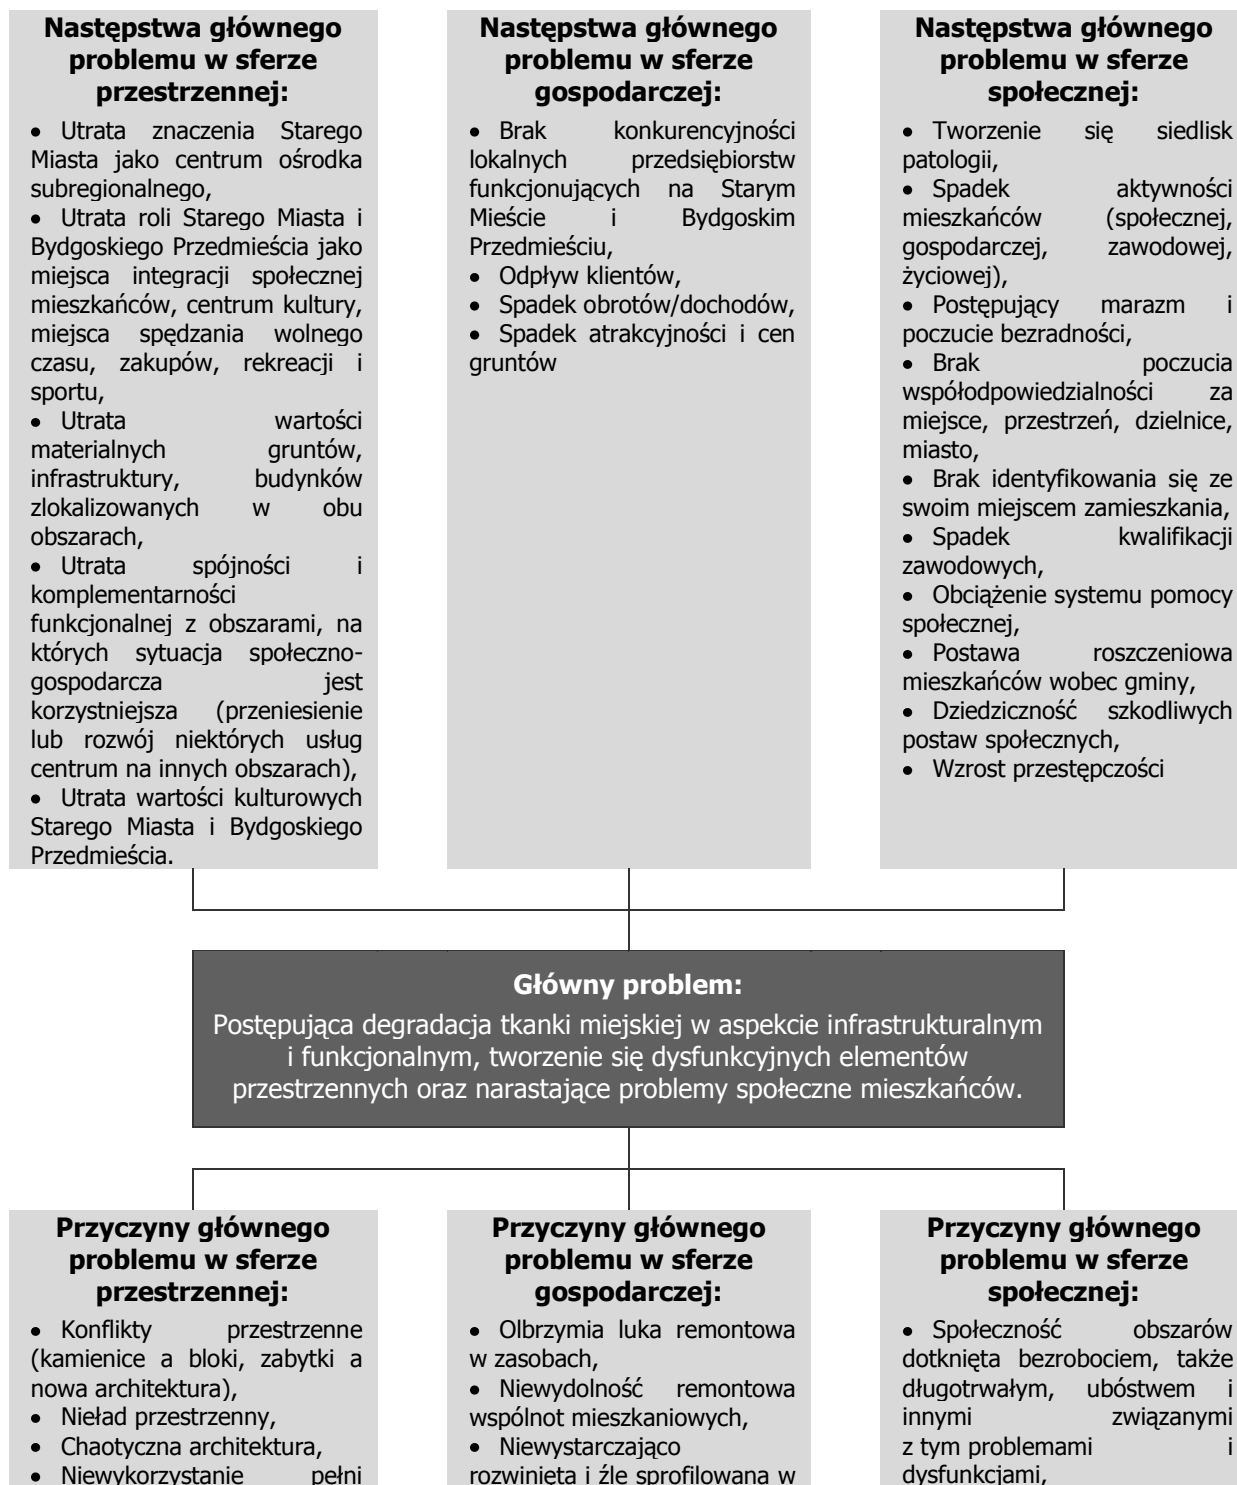 Następstwa głównego
problemu w sferze
przestrzennej:
• Utrata znaczenia Starego
Miasta jako centrum ośrodka
subregionalnego,
• Utrata roli Starego Miasta i
Bydgoskiego Przedmieścia jako
miejsca integracji społecznej
mieszkańców, centrum kultury,
miejsca spędzania wolnego
czasu, zakupów, rekreacji i
sportu,
• Utrata wartości
materialnych gruntów,
infrastruktury, budynków
zlokalizowanych w obu
obszarach,
• Utrata spójności i
komplementarności
funkcjonalnej z obszarami, na
których sytuacja społeczno-
gospodarcza jest
korzystniejsza (przeniesienie
lub rozwój niektórych usług
centrum na innych obszarach),
• Utrata wartości kulturowych
Starego Miasta i Bydgoskiego
Przedmieścia.
Następstwa głównego
problemu w sferze
gospodarczej:
• Brak konkurencyjności
lokalnych przedsiębiorstw
funkcjonujących na Starym
Mieście i Bydgoskim
Przedmieściu,
• Odpływ klientów,
• Spadek obrotów/dochodów,
• Spadek atrakcyjności i cen
gruntów
Następstwa głównego
problemu w sferze
społecznej:
• Tworzenie się siedlisk
patologii,
• Spadek aktywności
mieszkańców (społecznej,
gospodarczej, zawodowej,
życiowej),
• Postępujący marazm i
poczucie bezradności,
• Brak poczucia
współodpowiedzialności za
miejsce, przestrzeń, dzielnice,
miasto,
• Brak identyfikowania się ze
swoim miejscem zamieszkania,
• Spadek kwalifikacji
zawodowych,
• Obciążenie systemu pomocy
społecznej,
• Postawa roszczeniowa
mieszkańców wobec gminy,
• Dziedziczność szkodliwych
postaw społecznych,
• Wzrost przestępczości
Główny problem:
Postępująca degradacja tkanki miejskiej w aspekcie infrastrukturalnym
i funkcjonalnym, tworzenie się dysfunkcyjnych elementów
przestrzennych oraz narastające problemy społeczne mieszkańców.
Przyczyny głównego
problemu w sferze
przestrzennej:
• Konflikty przestrzenne
(kamienice a bloki, zabytki a
nowa architektura),
• Nieład przestrzenny,
• Chaotyczna architektura,
• Niewykorzystanie pełni
Przyczyny głównego
problemu w sferze
gospodarczej:
• Olbrzymia luka remontowa
w zasobach,
• Niewydolność remontowa
wspólnot mieszkaniowych,
• Niewystarczająco
rozwinięta i źle sprofilowana w
Przyczyny głównego
problemu w sferze
społecznej:
• Społeczność obszarów
dotknięta bezrobociem, także
długotrwałym, ubóstwem i
innymi związanymi
z tym problemami i
dysfunkcjami,